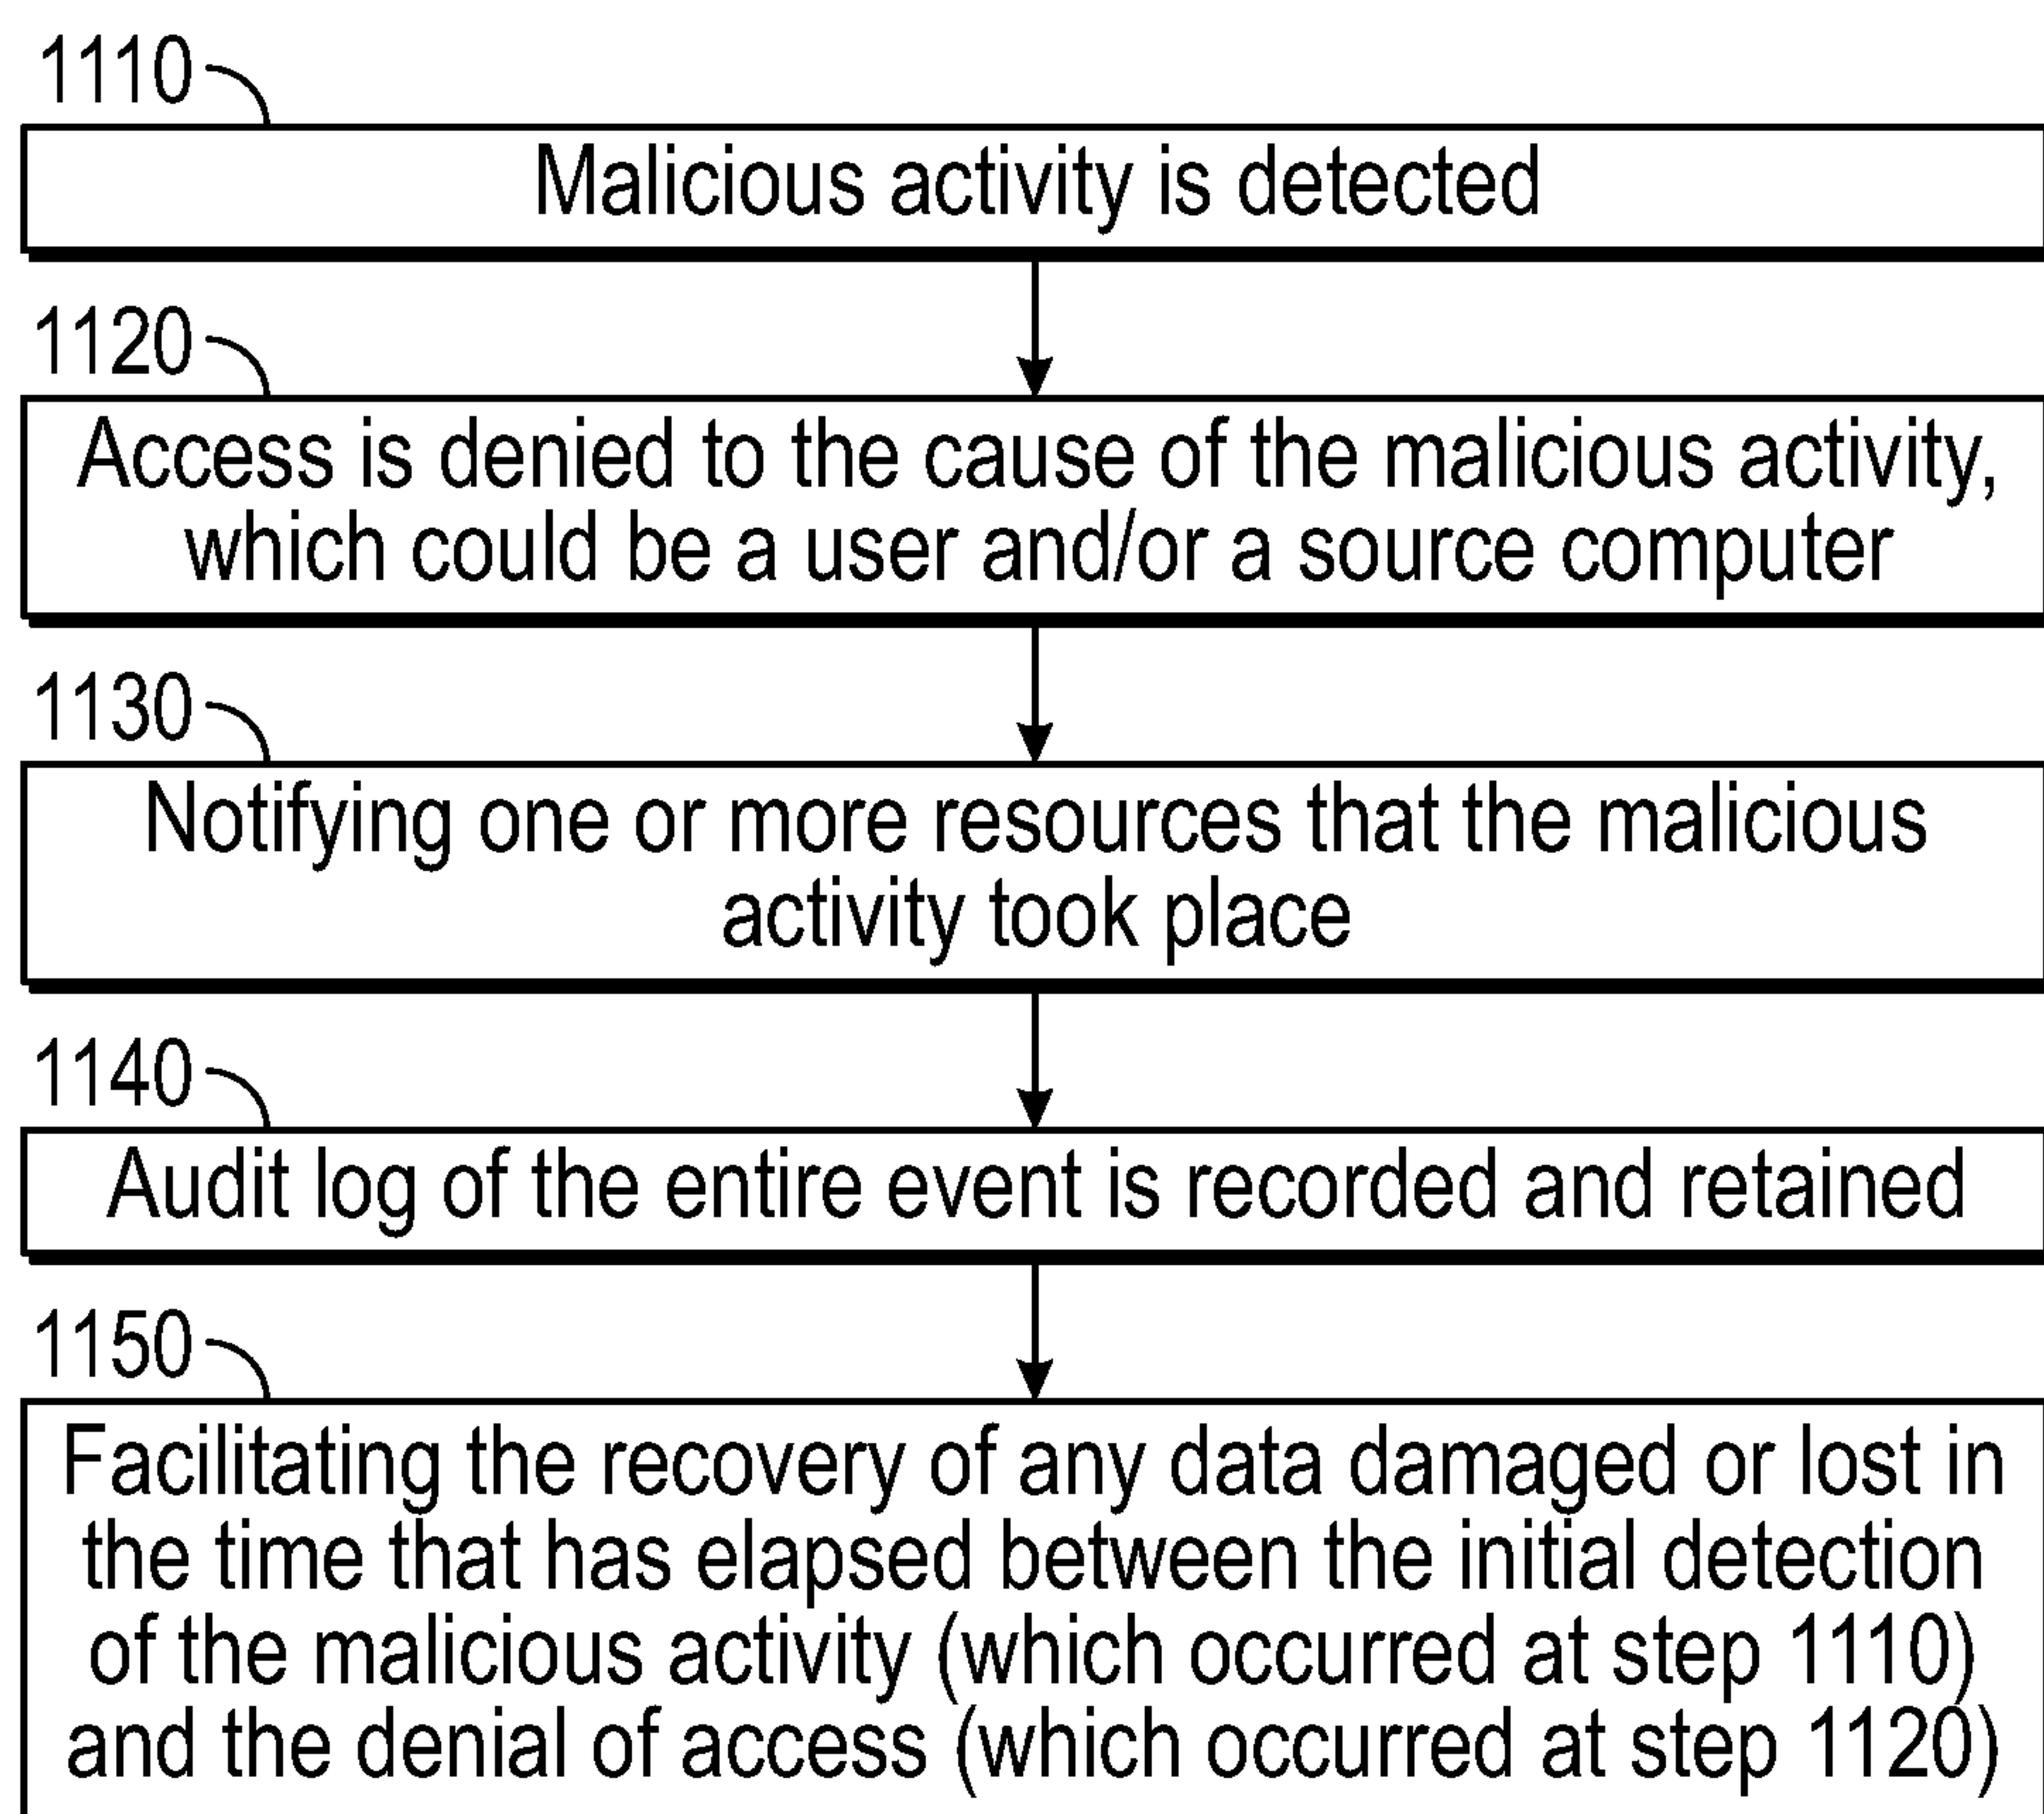 1110
Malicious activity is detected
1120
Access is denied to the cause of the malicious activity,
which could be a user and/or a source computer
1130
Notifying one or more resources that the malicious
activity took place
1140
Audit log of the entire event is recorded and retained
1150
Facilitating the recovery of any data damaged or lost in
the time that has elapsed between the initial detection
of the malicious activity (which occurred at step 1110)
and the denial of access (which occurred at step 1120)